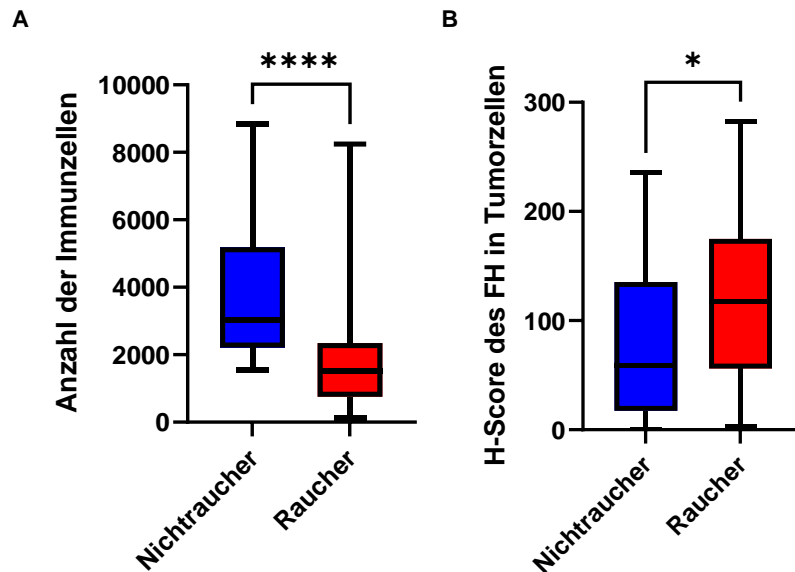 A
Anzahl der Immunzellen
10000
8000
6000
4000
2000
0
****
Nichtraucher
Raucher
B
H-Score des FH in Tumorzellen
300
200
100
0
*
Nichtraucher
Raucher